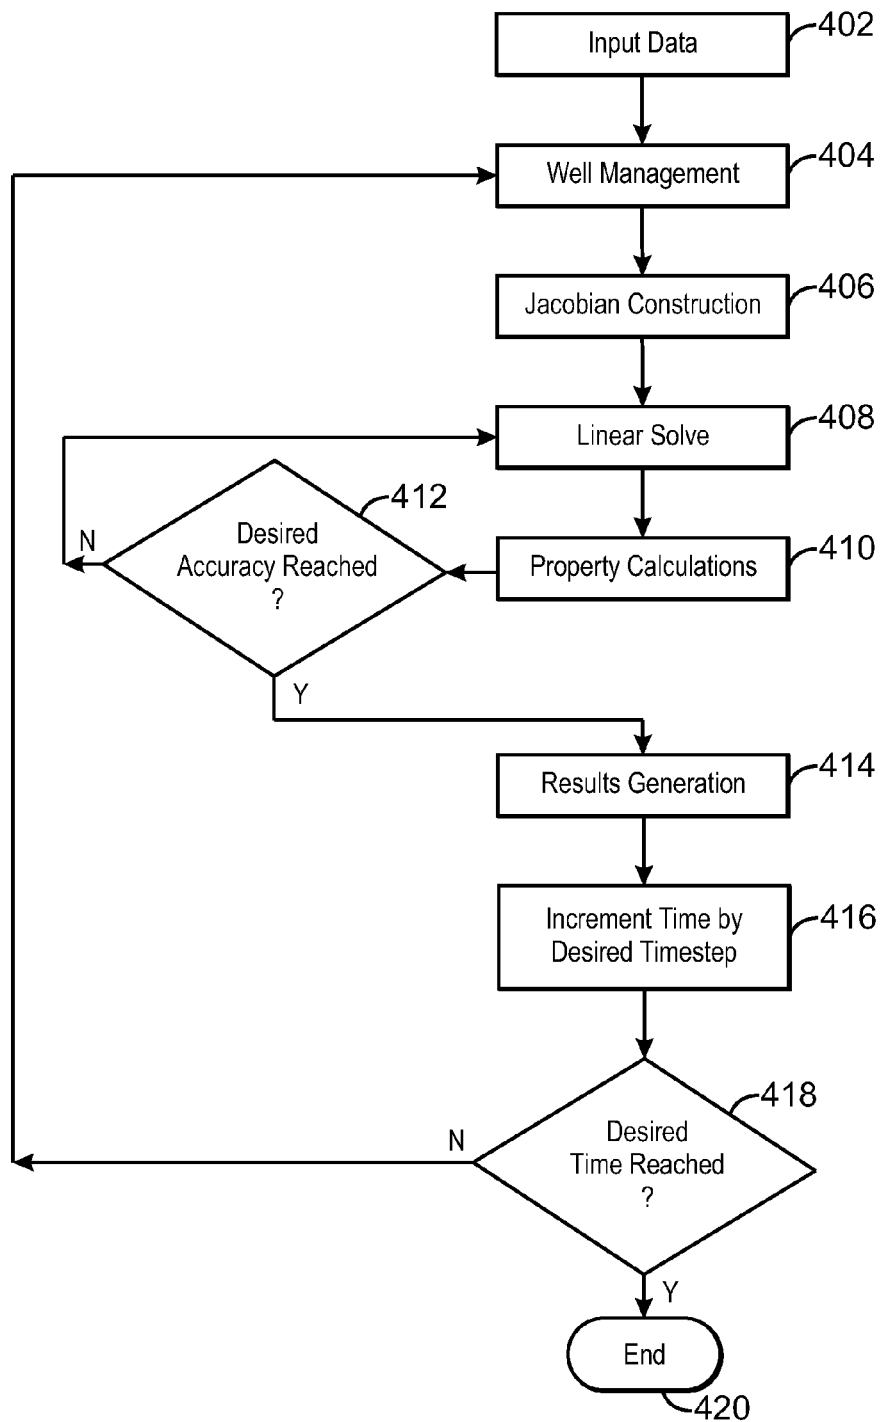 Input Data
402
Well Management
404
Jacobian Construction
406
Linear Solve
408
Property Calculations
410
Desired
Accuracy Reached
?
412
N
Y
Results Generation
414
Increment Time by
Desired Timestep
416
Desired
Time Reached
?
418
N
Y
End
420